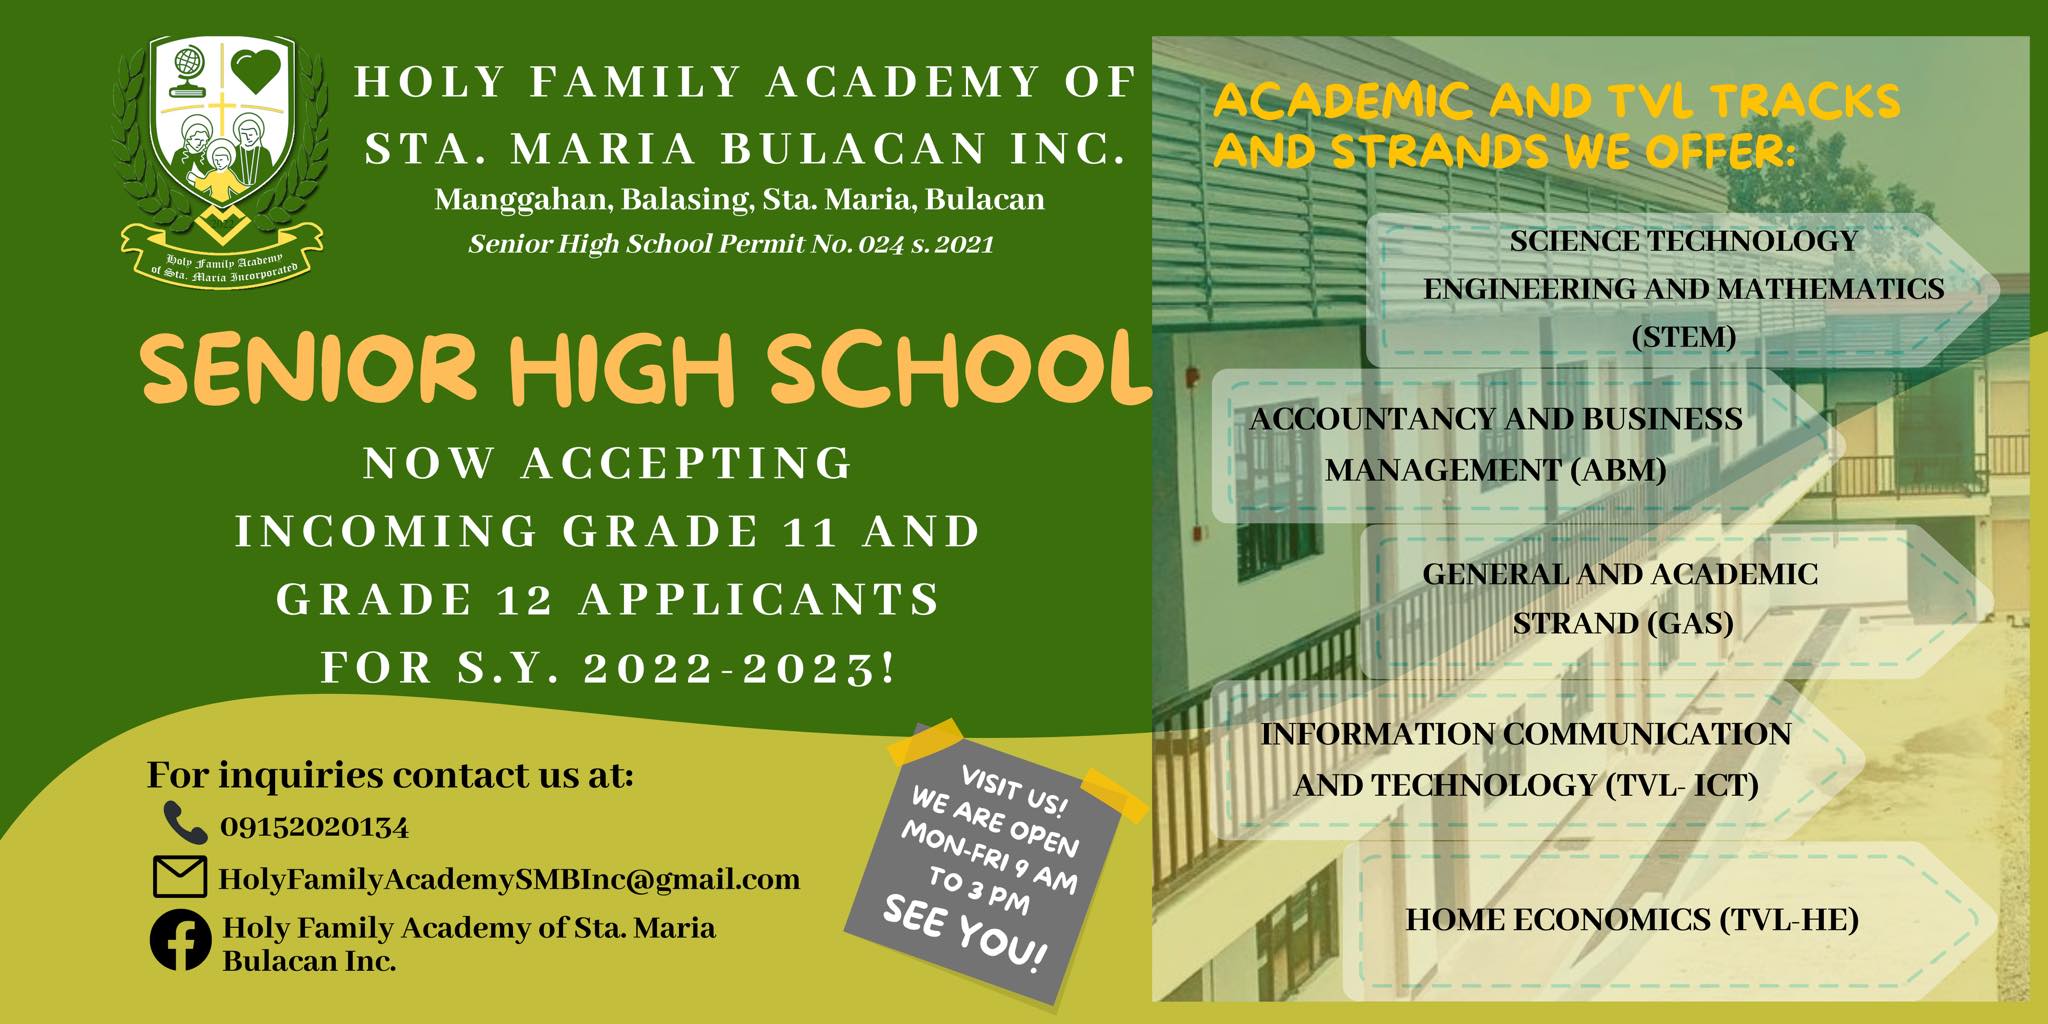 HOLY FAMILY ACADEMY OF
STA. MARIA BULACAN INC.
Manggahan, Balasing, Sta. Maria, Bulacan
Senior High School Permit No. 024 s. 2021
Holy Family Academy
of Sta. Maria Incorporated
SENIOR HIGH SCHOOL
NOW ACCEPTING
INCOMING GRADE 11 AND
GRADE 12 APPLICANTS
FOR S.Y. 2022-2023!
For inquiries contact us at:
09152020134
HolyFamilyAcademySMBInc@gmail.com
Holy Family Academy of Sta. Maria
Bulacan Inc.
VISIT US!
WE ARE OPEN
MON-FRI 9 AM
TO 3 PM
SEE YOU!
ACADEMIC AND TVL TRACKS
AND STRANDS WE OFFER:
SCIENCE TECHNOLOGY
ENGINEERING AND MATHEMATICS
(STEM)
ACCOUNTANCY AND BUSINESS
MANAGEMENT (ABM)
GENERAL AND ACADEMIC
STRAND (GAS)
INFORMATION COMMUNICATION
AND TECHNOLOGY (TVL- ICT)
HOME ECONOMICS (TVL-HE)